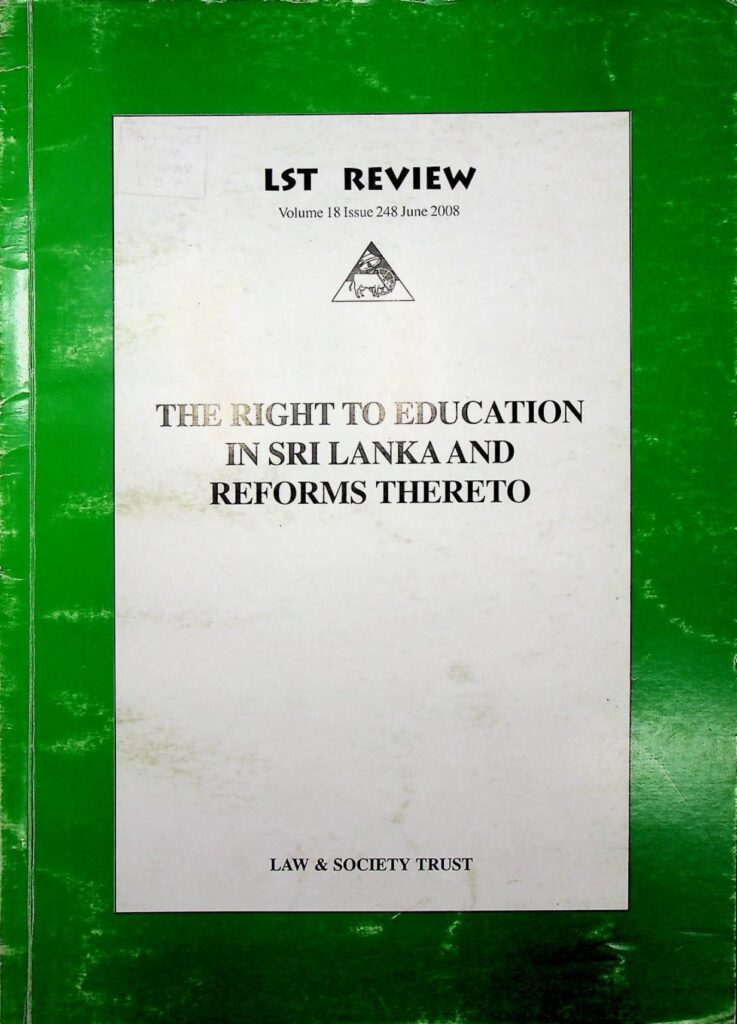 LST REVIEW
Volume 18 Issue 248 June 2008
THE RIGHT TO EDUCATION
IN SRI LANKA AND
REFORMS THERETO
LAW & SOCIETY TRUST